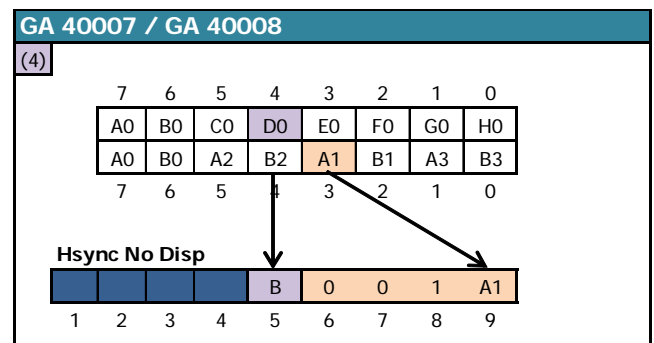 GA 40007 / GA 40008
(4)
7 6 5 4 3 2 1 0
A0 B0 C0 D0 E0 F0 G0 H0
A0 B0 A2 B2 A1 B1 A3 B3
7 6 5 4 3 2 1 0
Hsync No Disp
B 0 0 1 A1
1 2 3 4 5 6 7 8 9